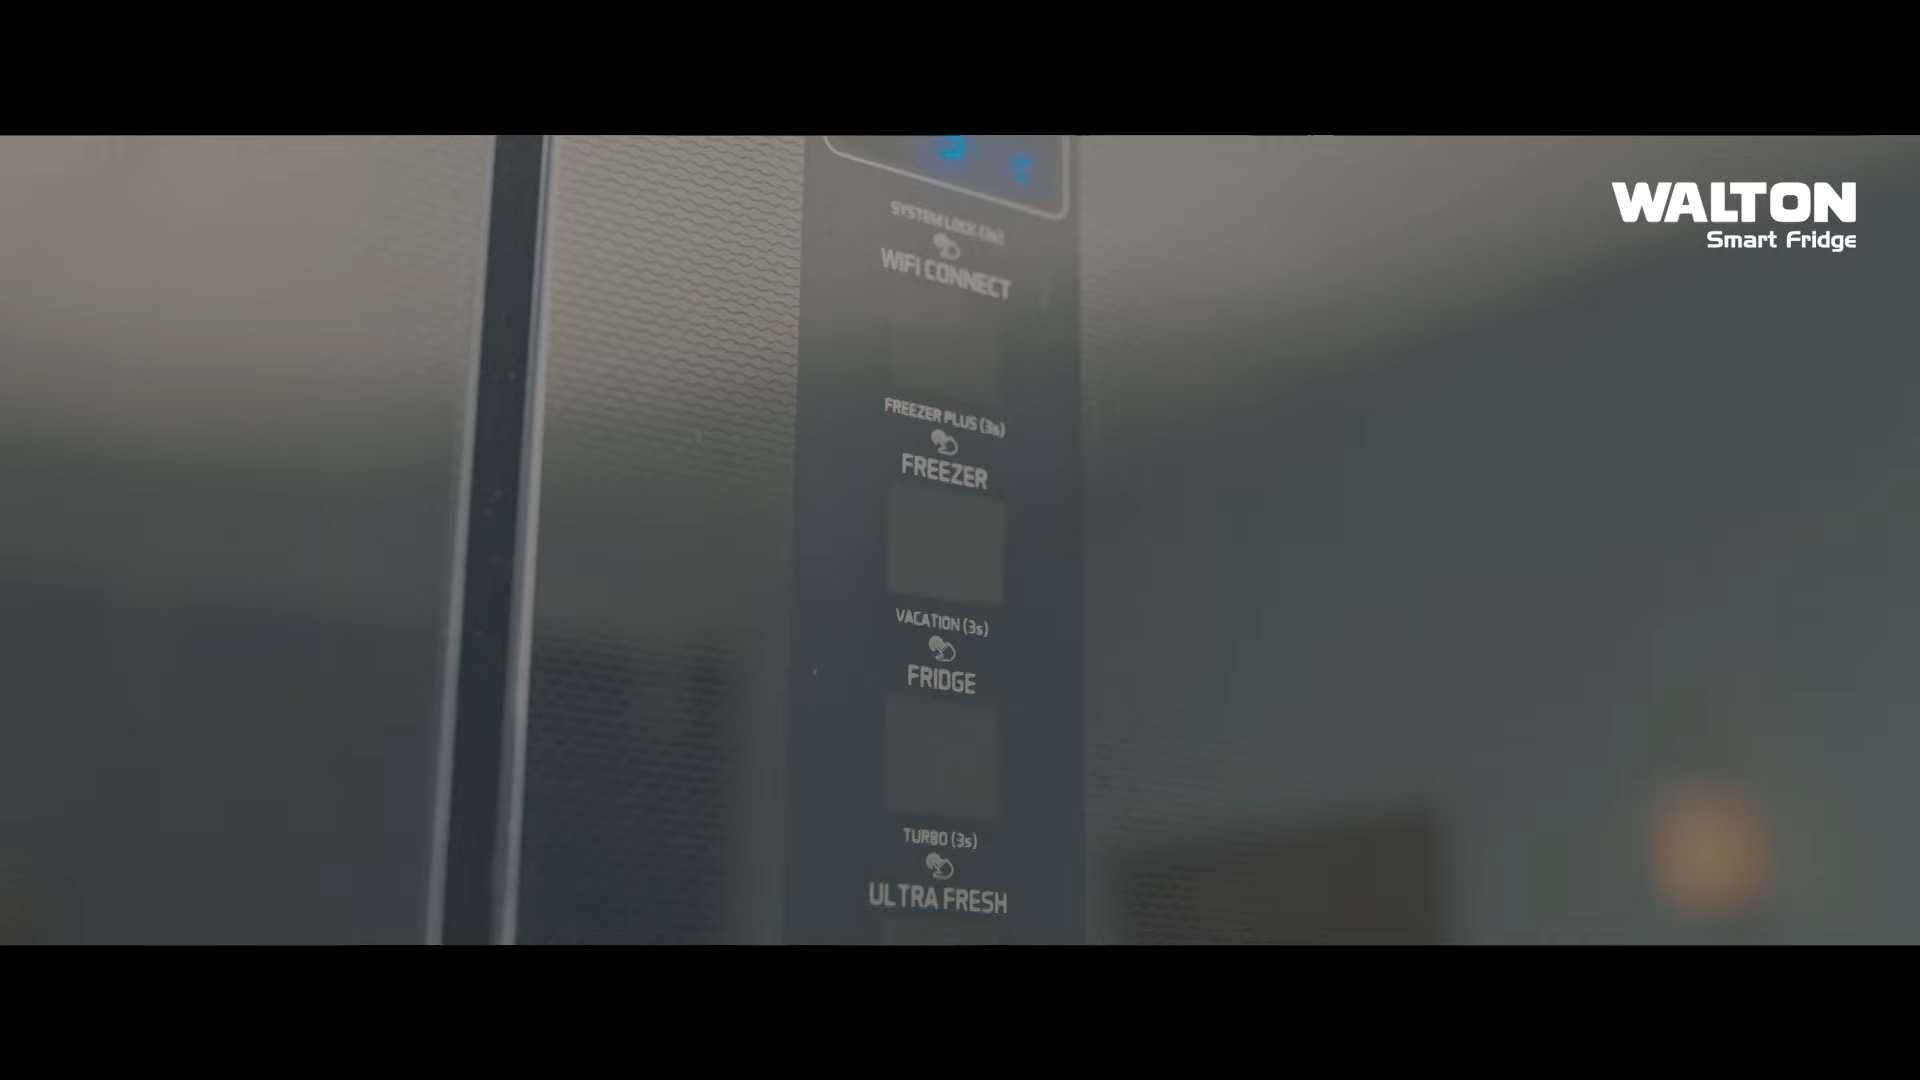 WALTON
Smart Fridge
SYSTEM LOCK (3s)
WIFI CONNECT
FREEZER PLUS (3s)
FREEZER
VACATION (3s)
FRIDGE
TURBO (3s)
ULTRA FRESH